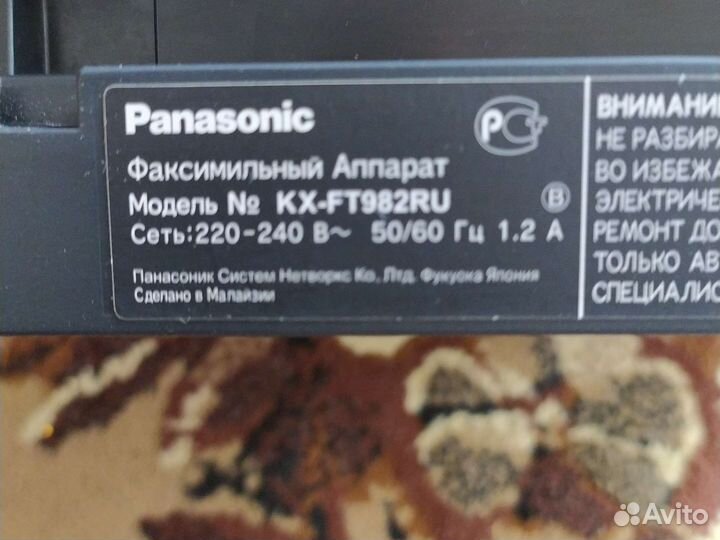 Panasonic
Факсимильный Аппарат
Модель № KX-FT982RU
B
Сеть:220-240 В~ 50/60 Гц 1.2 А
Панасоник Систем Нетворкс Ко., Лтд. Фукуока Япония
Сделано в Малайзии
РС
ВНИМАНИ
НЕ РАЗБИРА
ВО ИЗБЕЖА
ЭЛЕКТРИЧЕ
РЕМОНТ ДО
ТОЛЬКО АВ
СПЕЦИАЛИС
Avito